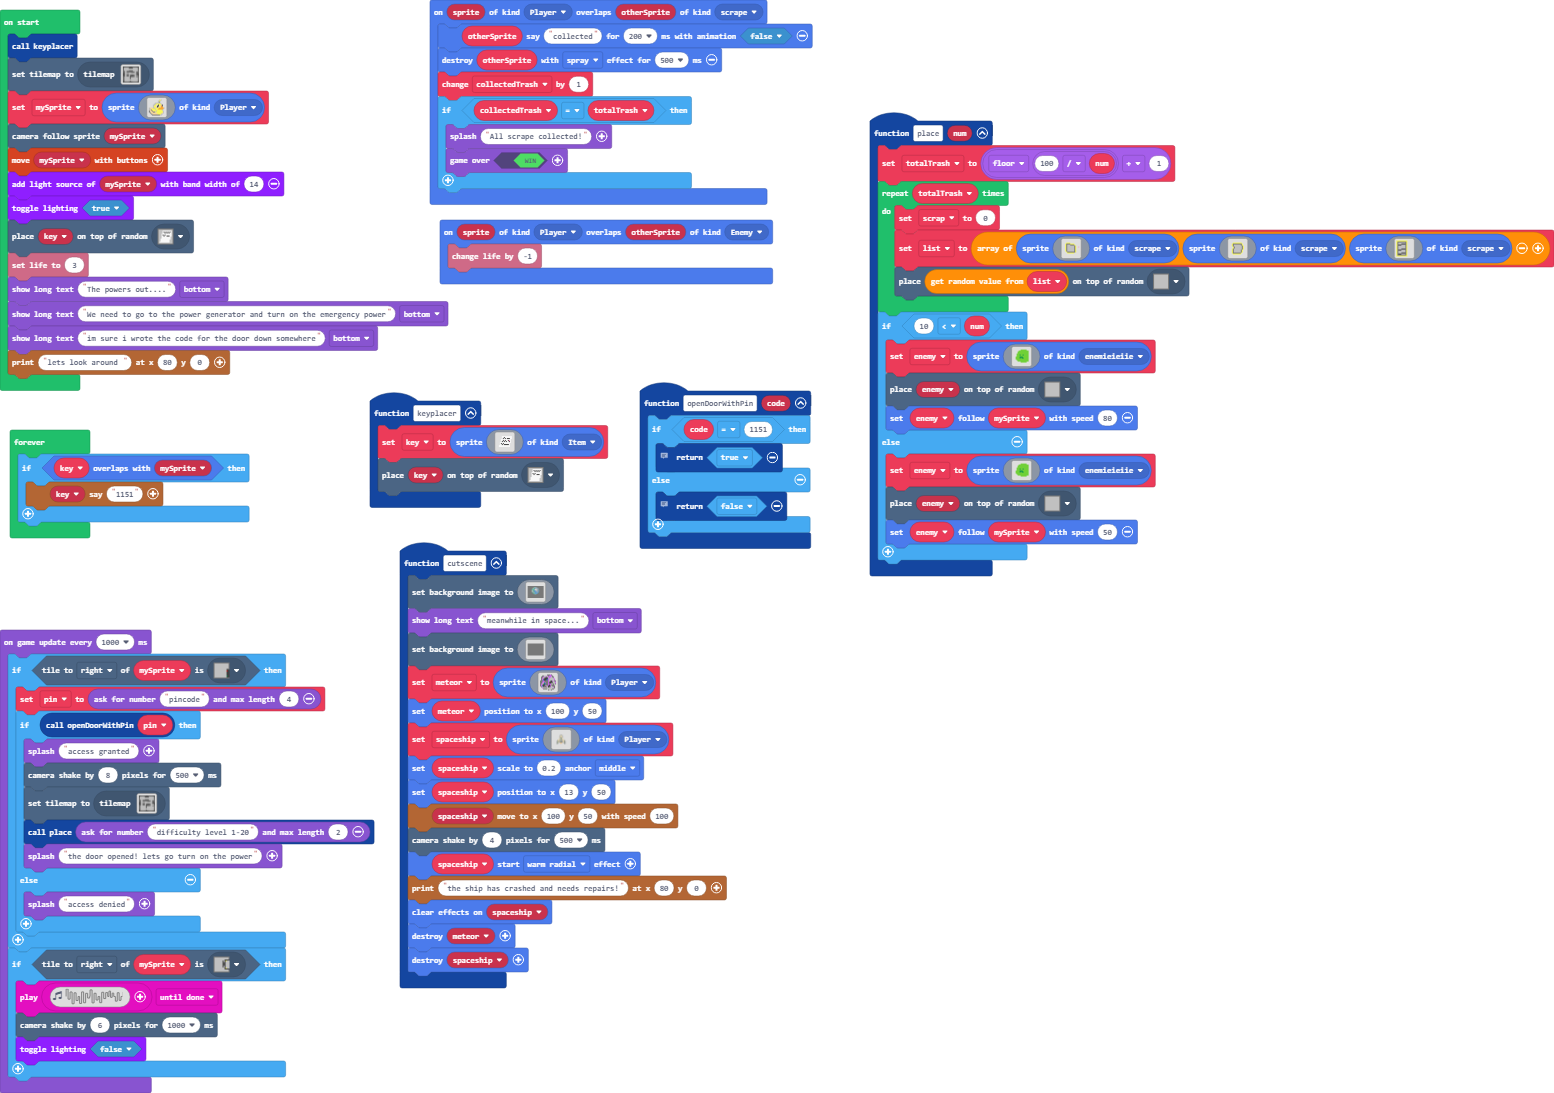 on start
call keyplacer
set tilemap to tilemap
set mySprite to sprite of kind Player
camera follow sprite mySprite
move mySprite with buttons
add light source of mySprite with band width of 14
toggle lighting true
place key on top of random
set life to 3
show long text "The powers out...." bottom
show long text "We need to go to the power generator and turn on the emergency power" bottom
show long text "im sure i wrote the code for the door down somewhere " bottom
print "lets look around " at x 80 y 0
forever
if key overlaps with mySprite then
key say "1151"
on game update every 1000 ms
if tile to right of mySprite is then
set pin to ask for number "pincode" and max length 4
if call openDoorWithPin pin then
splash "access granted"
camera shake by 8 pixels for 500 ms
set tilemap to tilemap
call place ask for number "difficulty level 1-20" and max length 2
splash "the door opened! lets go turn on the power"
else
splash "access denied"
if tile to right of mySprite is then
play until done
camera shake by 6 pixels for 1000 ms
toggle lighting false
on sprite of kind Player overlaps otherSprite of kind scrape
otherSprite say "collected" for 200 ms with animation false
destroy otherSprite with spray effect for 500 ms
change collectedTrash by 1
if collectedTrash = totalTrash then
splash "All scrape collected!"
game over WIN
on sprite of kind Player overlaps otherSprite of kind Enemy
change life by -1
function keyplacer
set key to sprite of kind Item
place key on top of random
function openDoorWithPin code
if code = 1151 then
return true
else
return false
function cutscene
set background image to
show long text "meanwhile in space..." bottom
set background image to
set meteor to sprite of kind Player
set meteor position to x 100 y 50
set spaceship to sprite of kind Player
set spaceship scale to 0.2 anchor middle
set spaceship position to x 13 y 50
spaceship move to x 100 y 50 with speed 100
camera shake by 4 pixels for 500 ms
spaceship start warm radial effect
print "the ship has crashed and needs repairs!" at x 80 y 0
clear effects on spaceship
destroy meteor
destroy spaceship
function place num
set totalTrash to floor 100 / num + 1
repeat totalTrash times
do
set scrap to 0
set list to array of sprite of kind scrape sprite of kind scrape sprite of kind scrape
place get random value from list on top of random
if 10 < num then
set enemy to sprite of kind enemieieiie
place enemy on top of random
set enemy follow mySprite with speed 80
else
set enemy to sprite of kind enemieieiie
place enemy on top of random
set enemy follow mySprite with speed 50